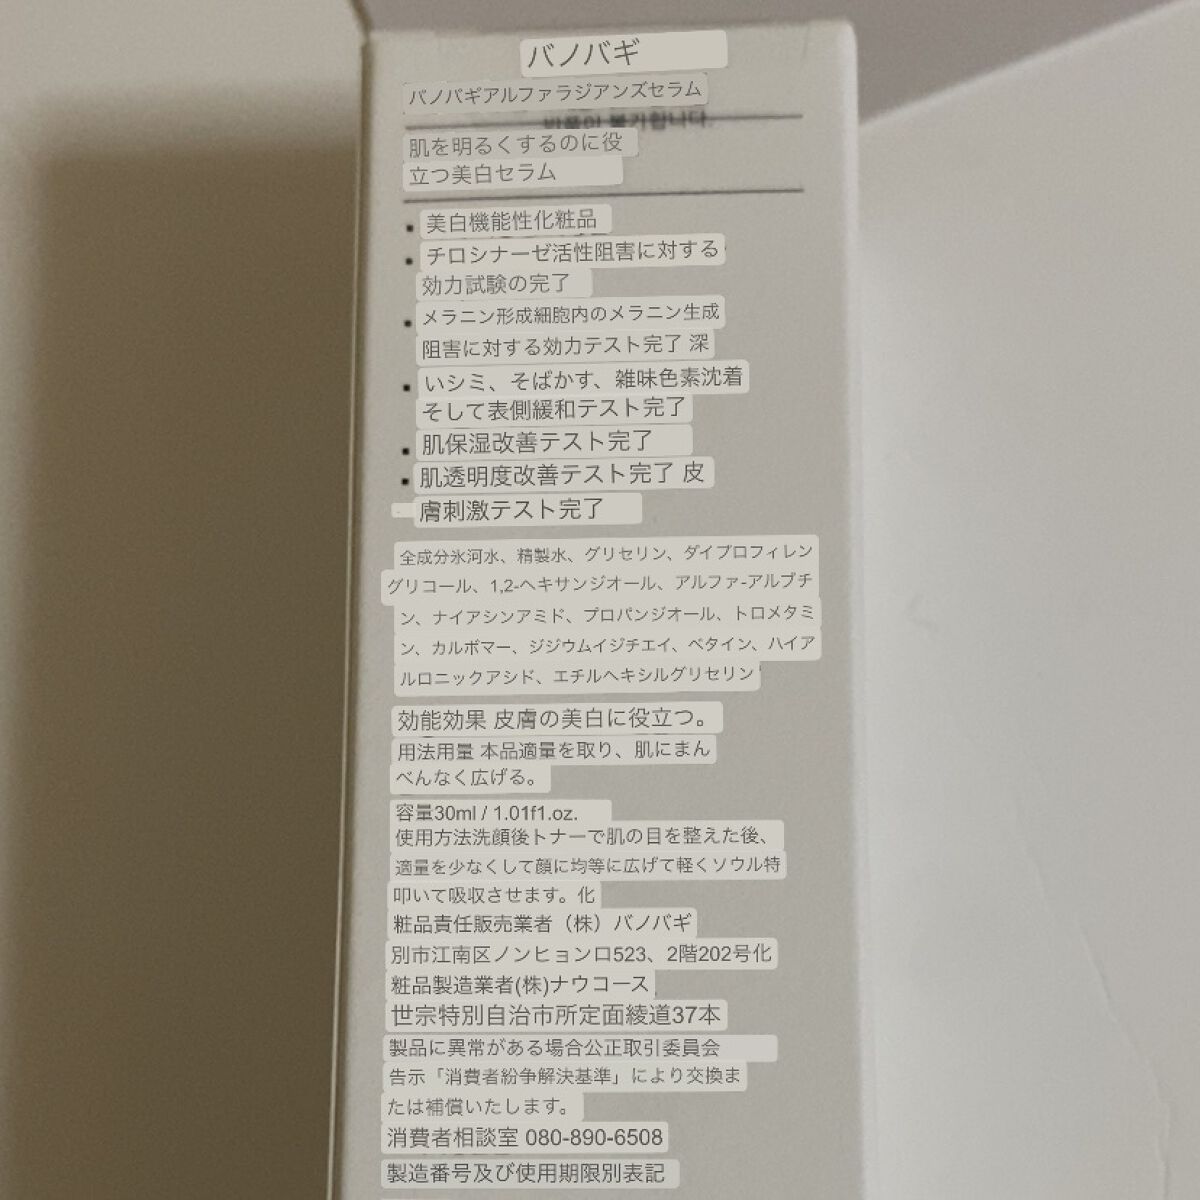 バノバギ
バノバギアルファラジアンズセラム
반품이 불가합니다.
肌を明るくするのに役
立つ美白セラム
美白機能性化粧品
チロシナーゼ活性阻害に対する
効力試験の完了
メラニン形成細胞内のメラニン生成
阻害に対する効力テスト完了 深
いシミ、そばかす、雑味色素沈着
そして表側緩和テスト完了
肌保湿改善テスト完了
肌透明度改善テスト完了 皮
膚刺激テスト完了
全成分氷河水、精製水、グリセリン、ダイプロフィレン
グリコール、1,2-ヘキサンジオール、アルファ-アルブチ
ン、ナイアシンアミド、プロパンジオール、トロメタミ
ン、カルボマー、ジジウムイジチエイ、ベタイン、ハイア
ルロニックアシド、エチルヘキシルグリセリン
効能効果 皮膚の美白に役立つ。
用法用量 本品適量を取り、肌にまん
べんなく広げる。
容量30ml / 1.01f1.oz.
使用方法洗顔後トナーで肌の目を整えた後、
適量を少なくして顔に均等に広げて軽くソウル特
叩いて吸収させます。化
粧品責任販売業者（株）バノバギ
別市江南区ノンヒョンロ523、2階202号化
粧品製造業者(株)ナウコース
世宗特別自治市所定面綾道37本
製品に異常がある場合公正取引委員会
告示「消費者紛争解決基準」により交換ま
たは補償いたします。
消費者相談室 080-890-6508
製造番号及び使用期限別表記